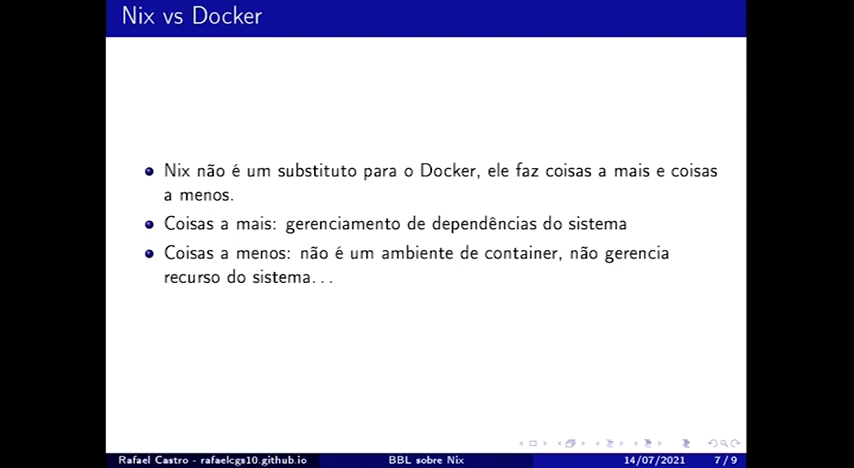 Nix vs Docker
Nix não é um substituto para o Docker, ele faz coisas a mais e coisas
a menos.
Coisas a mais: gerenciamento de dependências do sistema
Coisas a menos: não é um ambiente de container, não gerencia
recurso do sistema...
Rafael Castro - rafaelcgs10.github.io BBL sobre Nix 14/07/2021 7 / 9